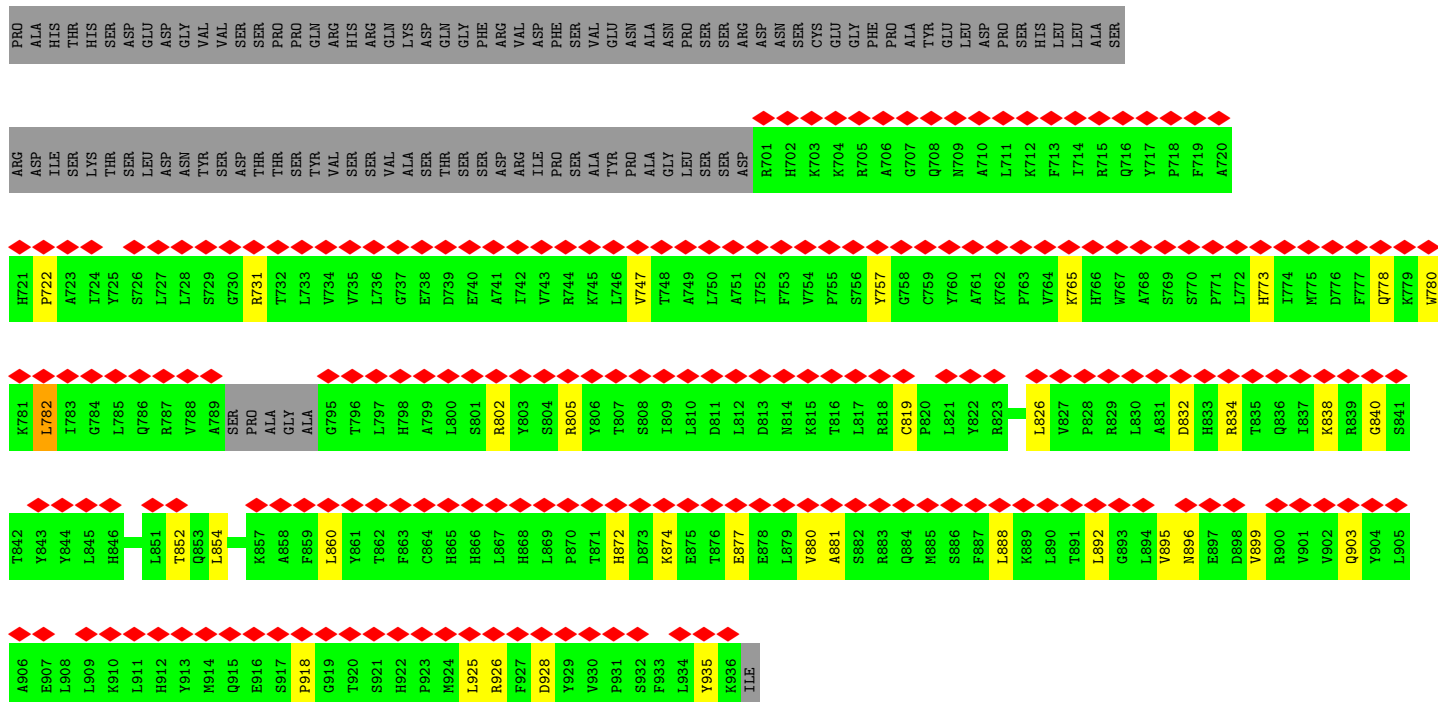 PRO ALA HIS THR HIS SER ASP GLU ASP GLY VAL VAL SER SER PRO PRO GLN ARG HIS ARG GLN LYS ASP GLN GLY PHE ARG VAL ASP PHE SER VAL GLU ASN ALA ASN PRO SER SER ARG ASP ASN SER CYS GLU GLY PHE PRO ALA TYR GLU LEU ASP PRO SER HIS LEU LEU ALA SER
ARG ASP ILE SER LYS THR SER LEU ASP ASN TYR SER ASP THR THR SER TYR VAL SER SER VAL ALA SER THR SER SER ASP ARG ILE PRO SER ALA TYR PRO ALA GLY LEU SER SER ASP R701 H702 K703 K704 R705 A706 G707 Q708 N709 A710 L711 K712 F713 I714 R715 Q716 Y717 P718 F719 A720
H721 P722 A723 I724 Y725 S726 L727 L728 S729 G730 R731 T732 L733 V734 V735 L736 G737 E738 D739 E740 A741 I742 V743 R744 K745 L746 V747 T748 A749 L750 A751 I752 F753 V754 P755 S756 Y757 G758 C759 Y760 A761 K762 P763 V764 K765 H766 W767 A768 S769 S770 P771 L772 H773 I774 M775 D776 F777 Q778 K779 W780
K781 L782 I783 G784 L785 Q786 R787 V788 A789 SER PRO ALA GLY ALA G795 T796 L797 H798 A799 L800 S801 R802 Y803 S804 R805 Y806 T807 S808 I809 L810 D811 L812 D813 N814 K815 T816 L817 R818 C819 P820 L821 Y822 R823 L826 V827 P828 R829 L830 A831 D832 H833 R834 T835 Q836 I837 K838 R839 G840 S841
T842 Y843 Y844 L845 H846 L851 T852 Q853 L854 K857 A858 F859 L860 Y861 T862 F863 C864 H865 H866 L867 H868 L869 P870 T871 H872 D873 K874 E875 T876 E877 E878 L879 V880 A881 S882 R883 Q884 M885 S886 F887 L888 K889 L890 T891 L892 G893 L894 V895 N896 E897 D898 V899 R900 V901 V902 Q903 Y904 L905
A906 E907 L908 L909 K910 L911 H912 Y913 M914 Q915 E916 S917 P918 G919 T920 S921 H922 P923 M924 L925 R926 F927 D928 Y929 V930 P931 S932 F933 L934 Y935 K936 ILE